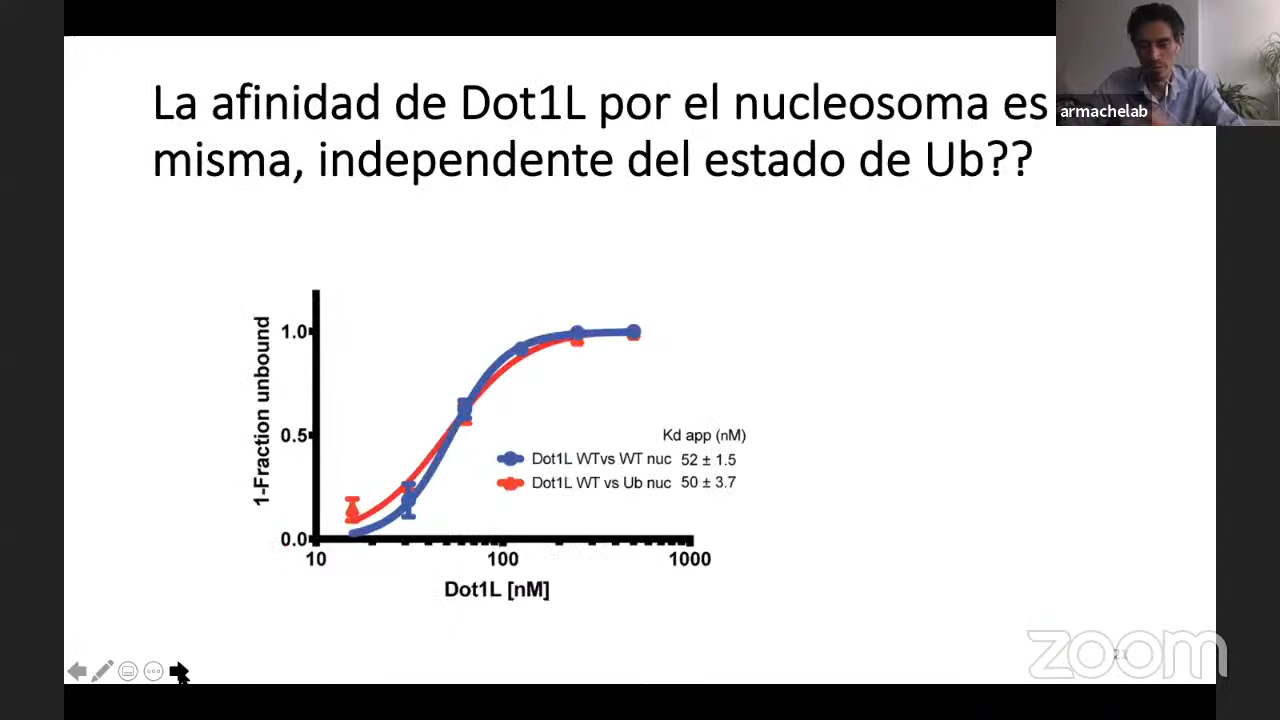 La afinidad de Dot1L por el nucleosoma es
misma, independente del estado de Ub??
armachelab
1-Fraction unbound
1.0
0.5
0.0
10
100
1000
Dot1L [nM]
Kd app (nM)
Dot1L WTvs WT nuc 52 ± 1.5
Dot1L WT vs Ub nuc 50 ± 3.7
zoom